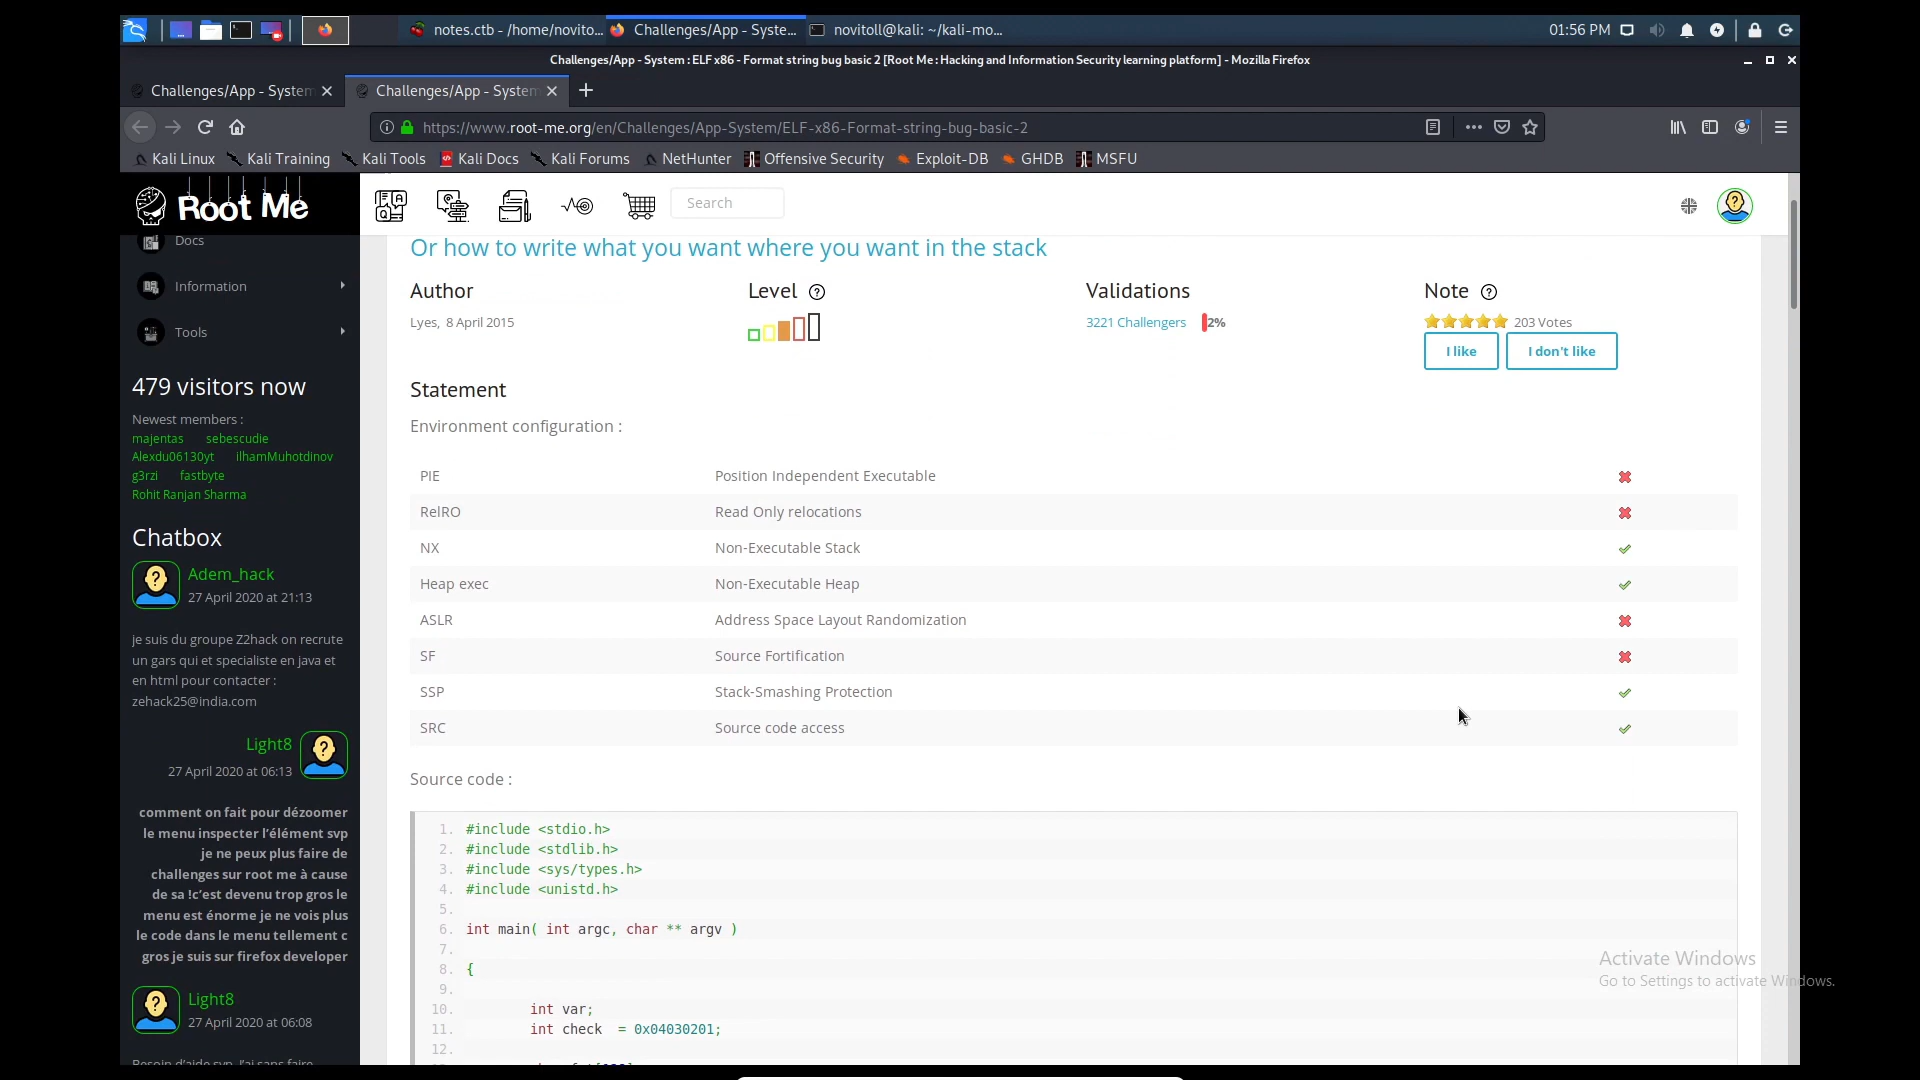 notes.ctb - /home/novito...
Challenges/App - Syste...
novitoll@kali: ~/kali-mo...
01:56 PM
Challenges/App - System : ELF x86 - Format string bug basic 2 [Root Me : Hacking and Information Security learning platform] - Mozilla Firefox
Challenges/App - System
Challenges/App - System
https://www.root-me.org/en/Challenges/App-System/ELF-x86-Format-string-bug-basic-2
Kali Linux
Kali Training
Kali Tools
Kali Docs
Kali Forums
NetHunter
Offensive Security
Exploit-DB
GHDB
MSFU
Root Me
Search
Docs
Information
Tools
479 visitors now
Newest members :
majentas sebescudie
Alexdu06130yt ilhamMuhotdinov
g3rzi fastbyte
Rohit Ranjan Sharma
Chatbox
Adem_hack
27 April 2020 at 21:13
je suis du groupe Z2hack on recrute
un gars qui et specialiste en java et
en html pour contacter :
zehack25@india.com
Light8
27 April 2020 at 06:13
comment on fait pour dézoomer
le menu inspecter l'élément svp
je ne peux plus faire de
challenges sur root me à cause
de sa !c'est devenu trop gros le
menu est énorme je ne vois plus
le code dans le menu tellement c
gros je suis sur firefox developer
Light8
27 April 2020 at 06:08
Or how to write what you want where you want in the stack
Author
Lyes, 8 April 2015
Level
Validations
3221 Challengers 2%
Note
203 Votes
I like
I don't like
Statement
Environment configuration :
PIE Position Independent Executable
RelRO Read Only relocations
NX Non-Executable Stack
Heap exec Non-Executable Heap
ASLR Address Space Layout Randomization
SF Source Fortification
SSP Stack-Smashing Protection
SRC Source code access
Source code :
1. #include <stdio.h>
2. #include <stdlib.h>
3. #include <sys/types.h>
4. #include <unistd.h>
5.
6. int main( int argc, char ** argv )
7.
8. {
9.
10. int var;
11. int check  = 0x04030201;
12.
Activate Windows
Go to Settings to activate Windows.